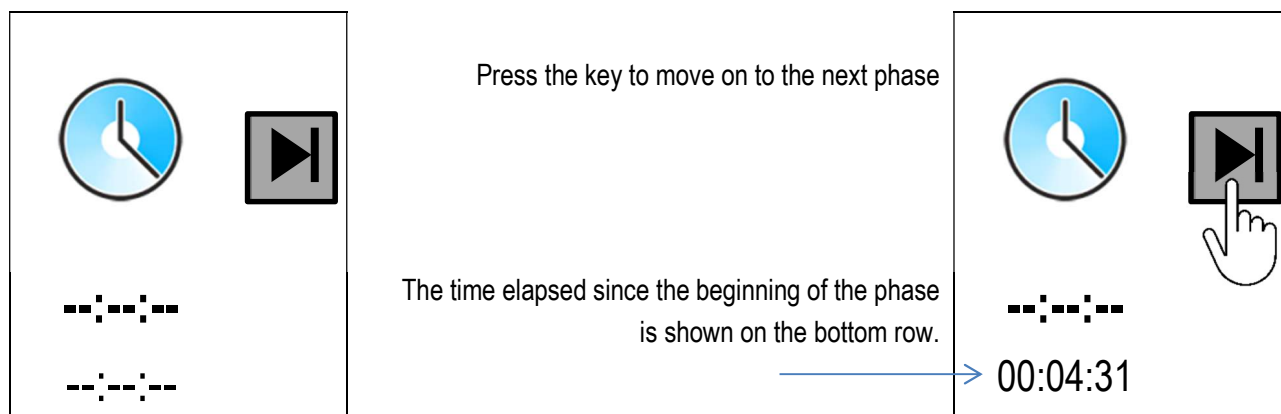 Press the key to move on to the next phase
--:--:--
--:--:--
The time elapsed since the beginning of the phase
is shown on the bottom row.
--:--:--
00:04:31